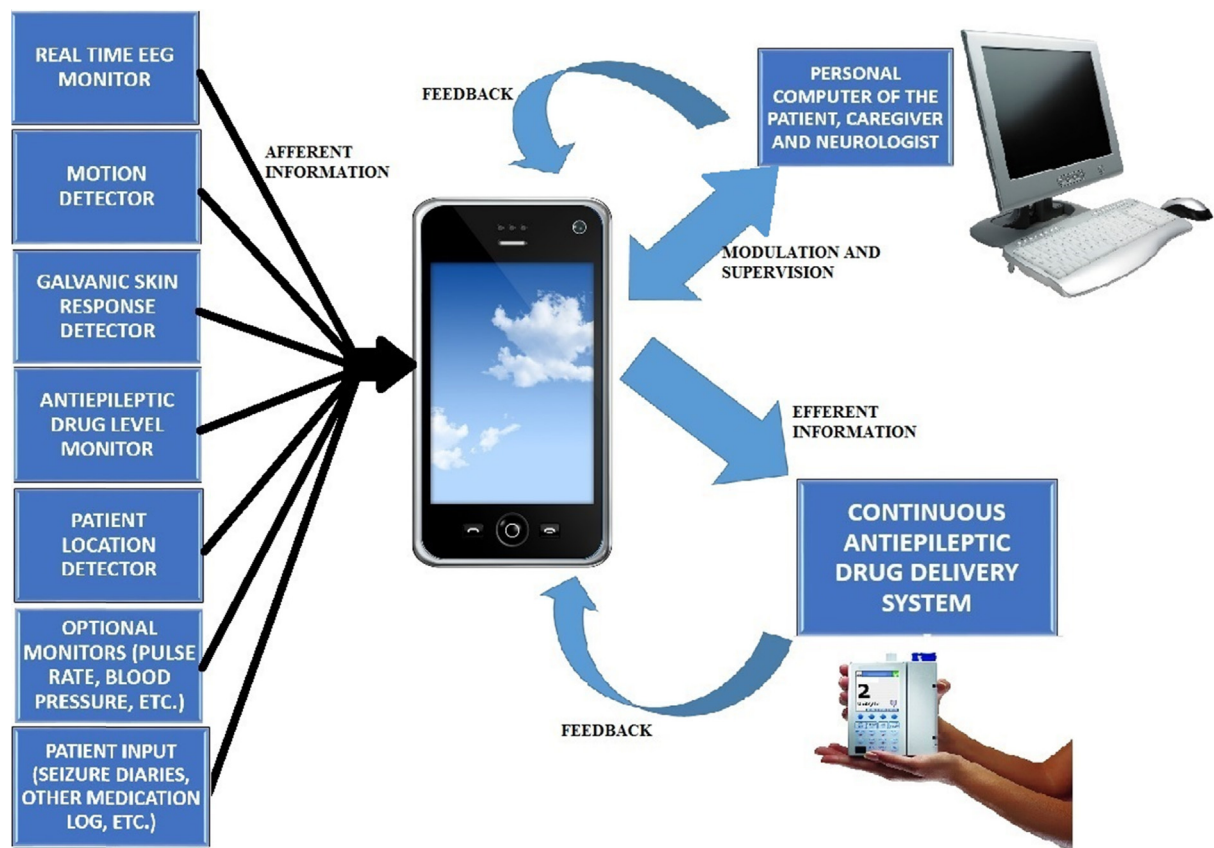 REAL TIME EEG
MONITOR
MOTION
DETECTOR
GALVANIC SKIN
RESPONSE
DETECTOR
ANTIEPILEPTIC
DRUG LEVEL
MONITOR
PATIENT
LOCATION
DETECTOR
OPTIONAL
MONITORS (PULSE
RATE, BLOOD
PRESSURE, ETC.)
PATIENT INPUT
(SEIZURE DIARIES,
OTHER MEDICATION
LOG, ETC.)
AFFERENT
INFORMATION
FEEDBACK
PERSONAL
COMPUTER OF THE
PATIENT, CAREGIVER
AND NEUROLOGIST
MODULATION AND
SUPERVISION
EFFERENT
INFORMATION
CONTINUOUS
ANTIEPILEPTIC
DRUG DELIVERY
SYSTEM
FEEDBACK
2